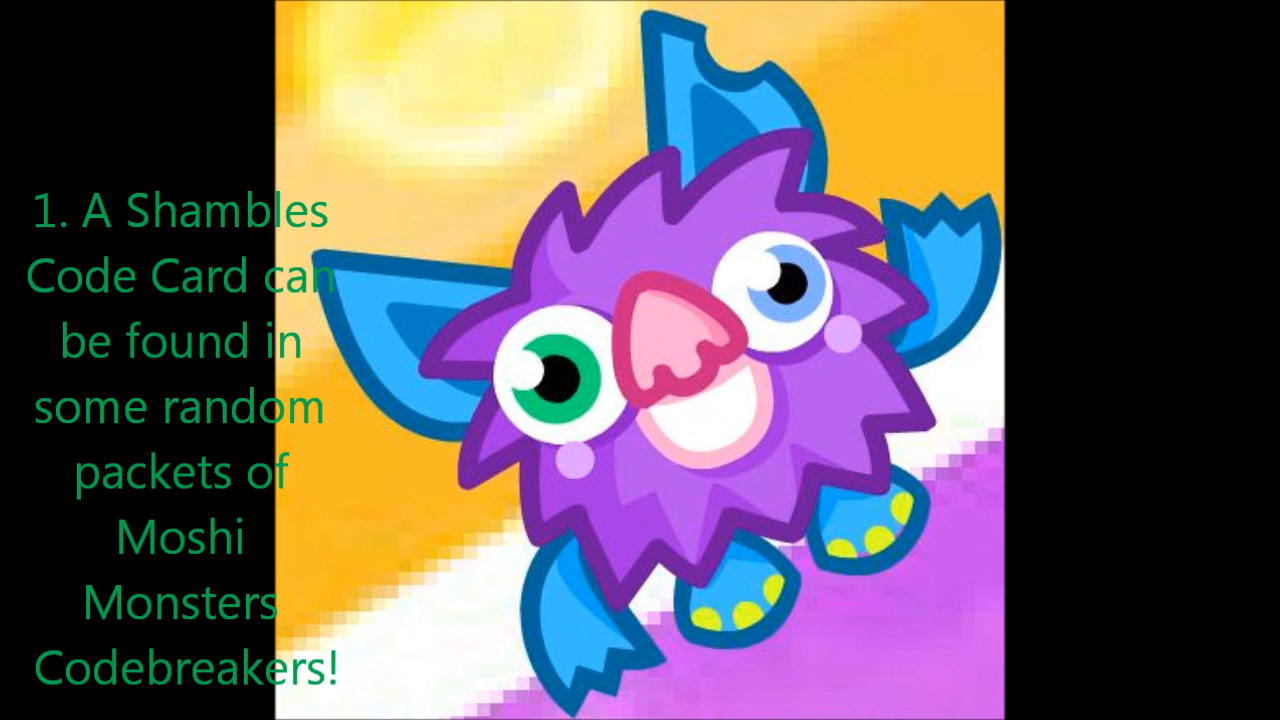 1. A Shambles
Code Card can
be found in
some random
packets of
Moshi
Monsters
Codebreakers!